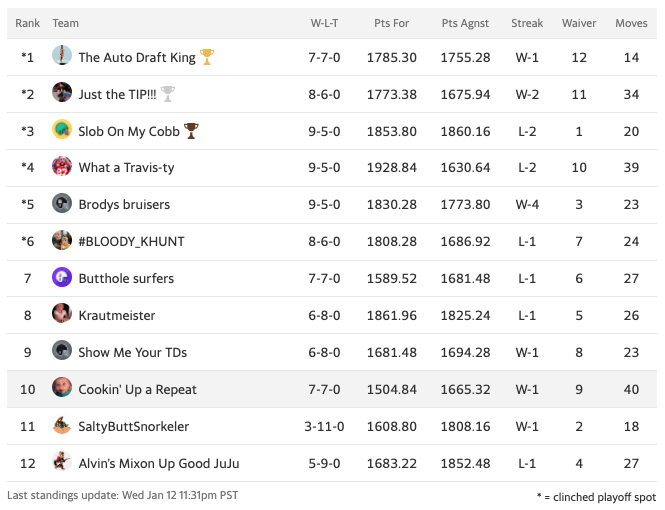 Rank Team W-L-T Pts For Pts Agnst Streak Waiver Moves
*1 The Auto Draft King 7-7-0 1785.30 1755.28 W-1 12 14
*2 Just the TIP!!! 8-6-0 1773.38 1675.94 W-2 11 34
*3 Slob On My Cobb 9-5-0 1853.80 1860.16 L-2 1 20
*4 What a Travis-ty 9-5-0 1928.84 1630.64 L-2 10 39
*5 Brodys bruisers 9-5-0 1830.28 1773.80 W-4 3 23
*6 #BLOODY_KHUNT 8-6-0 1808.28 1686.92 L-1 7 24
7 Butthole surfers 7-7-0 1589.52 1681.48 L-1 6 27
8 Krautmeister 6-8-0 1861.96 1825.24 L-1 5 26
9 Show Me Your TDs 6-8-0 1681.48 1694.28 W-1 8 23
10 Cookin' Up a Repeat 7-7-0 1504.84 1665.32 W-1 9 40
11 SaltyButtSnorkeler 3-11-0 1608.80 1808.16 W-1 2 18
12 Alvin's Mixon Up Good JuJu 5-9-0 1683.22 1852.48 L-1 4 27
Last standings update: Wed Jan 12 11:31pm PST
* = clinched playoff spot